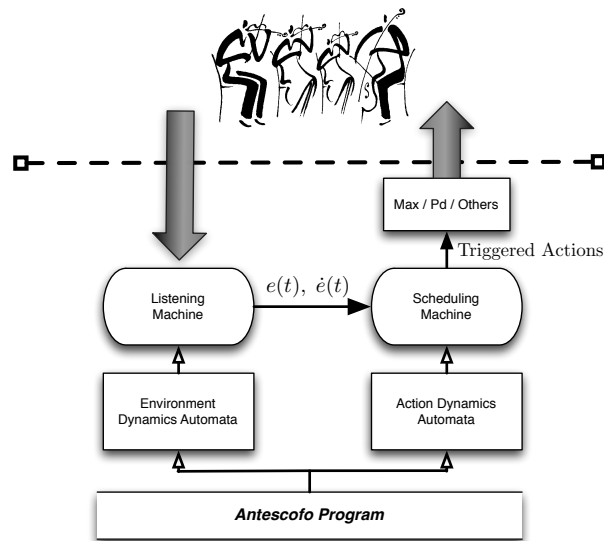 Max / Pd / Others
Triggered Actions
Listening
Machine
e(t), ė(t)
Scheduling
Machine
Environment
Dynamics Automata
Action Dynamics
Automata
Antescofo Program